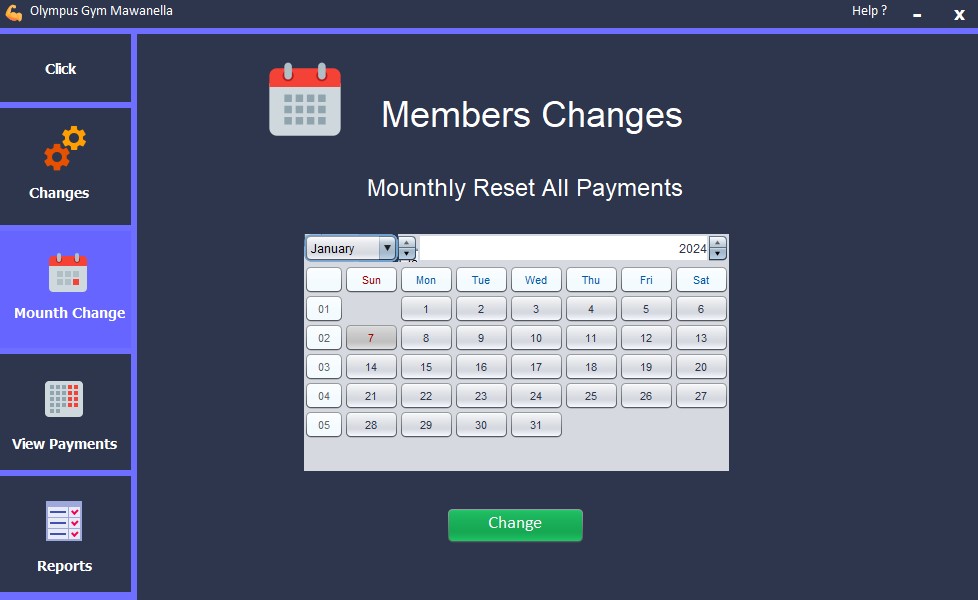 Olympus Gym Mawanella
Help ?
Click
Changes
Mounth Change
View Payments
Reports
Members Changes
Mounthly Reset All Payments
January 2024
Sun Mon Tue Wed Thu Fri Sat
01 1 2 3 4 5 6
02 7 8 9 10 11 12 13
03 14 15 16 17 18 19 20
04 21 22 23 24 25 26 27
05 28 29 30 31
Change